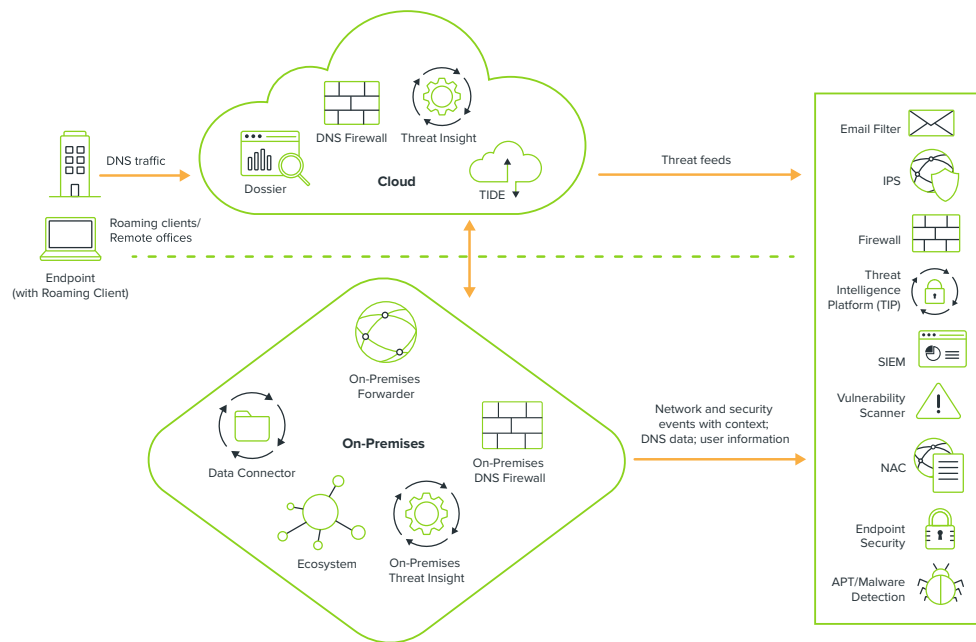 DNS traffic
Roaming clients/
Remote offices
Endpoint
(with Roaming Client)
DNS Firewall
Threat Insight
Dossier
Cloud
TIDE
Threat feeds
On-Premises
Forwarder
Data Connector
On-Premises
On-Premises
DNS Firewall
Ecosystem
On-Premises
Threat Insight
Network and security
events with context;
DNS data; user information
Email Filter
IPS
Firewall
Threat
Intelligence
Platform (TIP)
SIEM
Vulnerability
Scanner
NAC
Endpoint
Security
APT/Malware
Detection